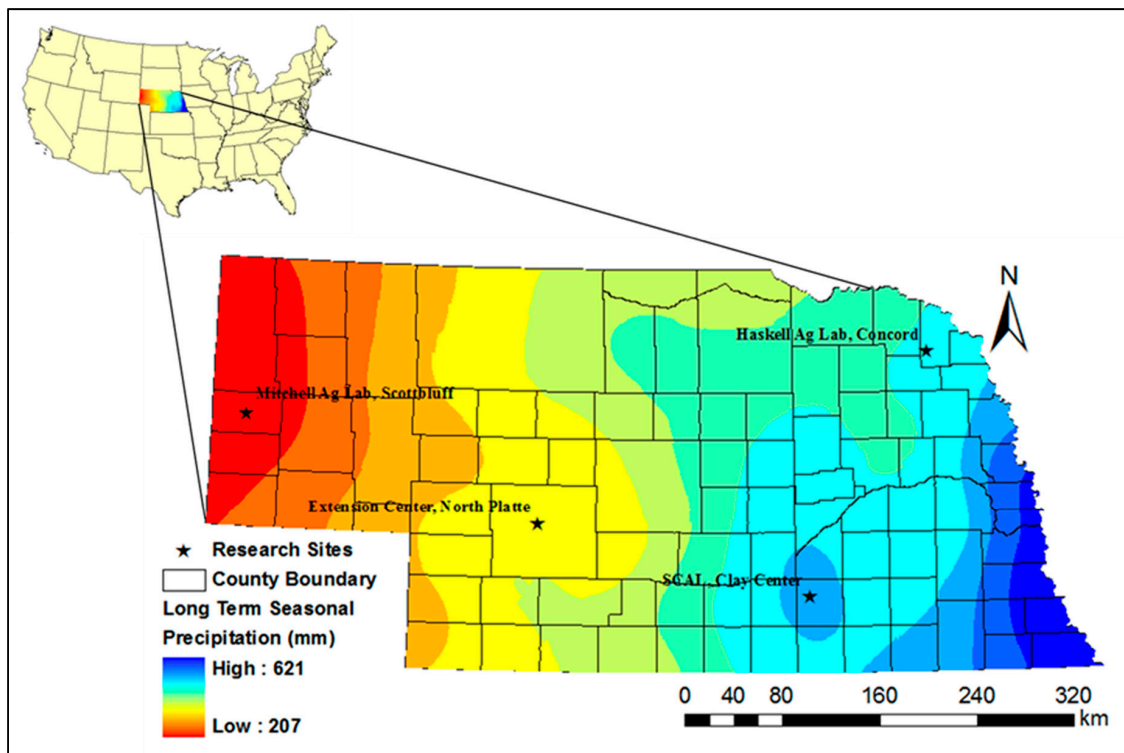 N
Haskell Ag Lab, Concord
Mitchell Ag Lab, Scottbluff
Extension Center, North Platte
SCAL, Clay Center
Research Sites
County Boundary
Long Term Seasonal
Precipitation (mm)
High : 621
Low : 207
0 40 80 160 240 320
km